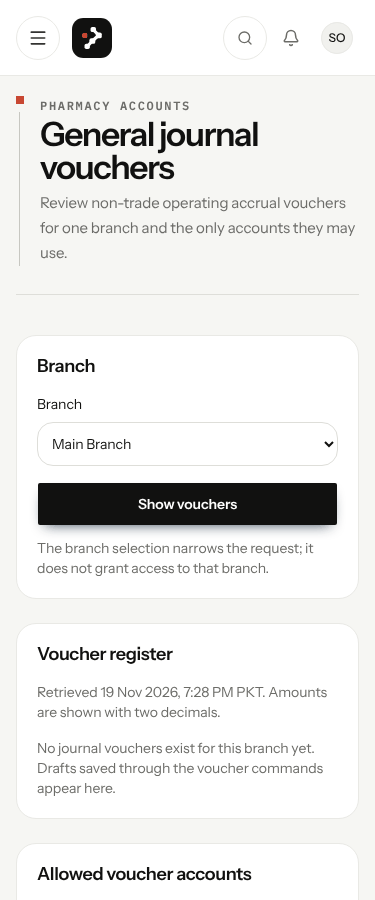 SO
PHARMACY ACCOUNTS
General journal
vouchers
Review non-trade operating accrual vouchers
for one branch and the only accounts they may
use.
Branch
Branch
Main Branch
Show vouchers
The branch selection narrows the request; it
does not grant access to that branch.
Voucher register
Retrieved 19 Nov 2026, 7:28 PM PKT. Amounts
are shown with two decimals.
No journal vouchers exist for this branch yet.
Drafts saved through the voucher commands
appear here.
Allowed voucher accounts